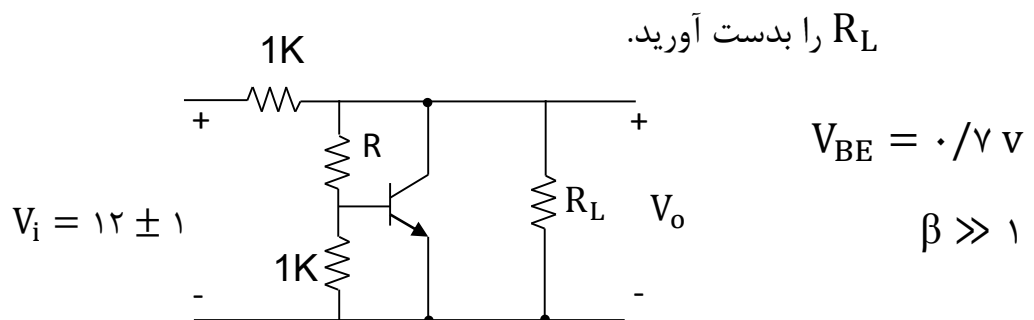 R_L را بدست آورید.
1K
+
+
R
V_BE = ۰/۷ v
V_i = ۱۲ ± ۱
R_L
V_o
β ≫ ۱
1K
-
-